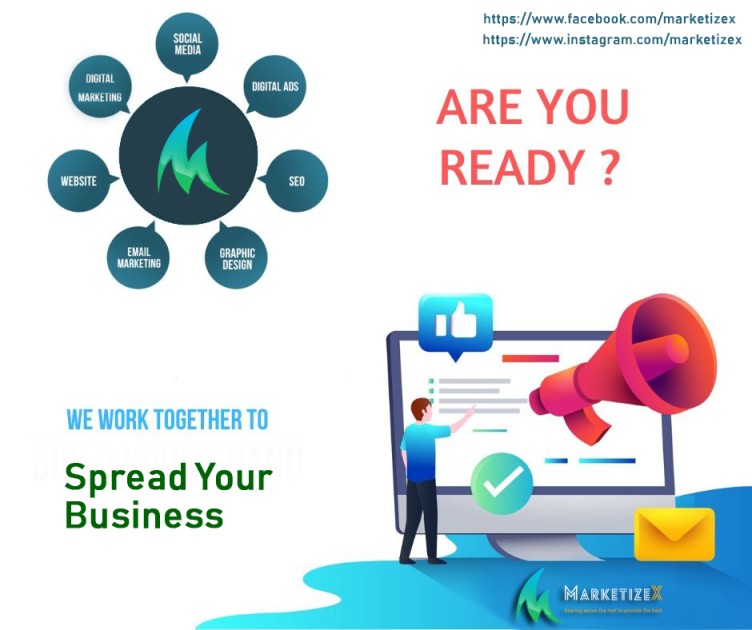 https://www.facebook.com/marketizex
https://www.instagram.com/marketizex
SOCIAL
MEDIA
DIGITAL
MARKETING
DIGITAL ADS
WEBSITE
SEO
EMAIL
MARKETING
GRAPHIC
DESIGN
ARE YOU
READY ?
WE WORK TOGETHER TO
Spread Your
Business
MARKETIZEX